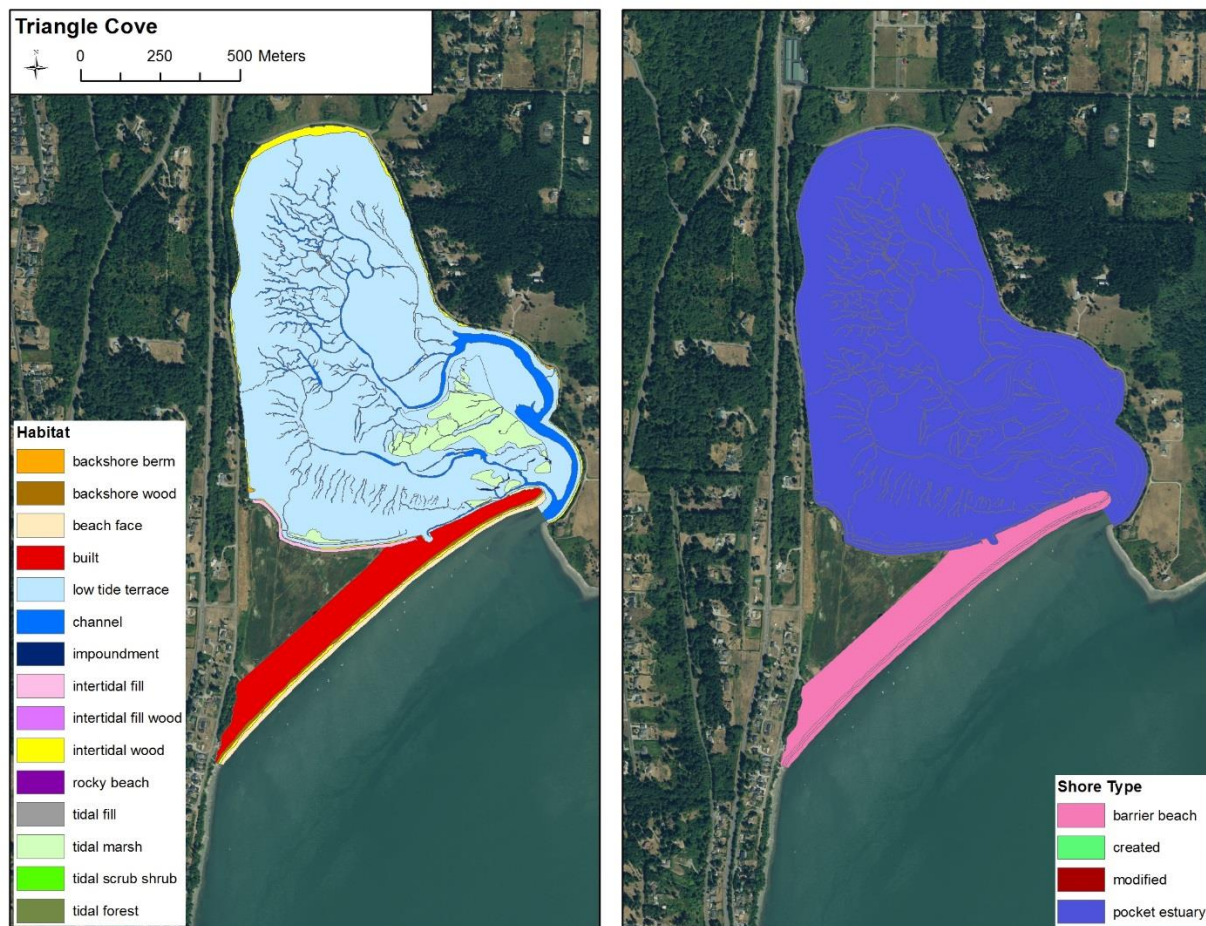 Triangle Cove
N
0 250 500 Meters
Habitat
backshore berm
backshore wood
beach face
built
low tide terrace
channel
impoundment
intertidal fill
intertidal fill wood
intertidal wood
rocky beach
tidal fill
tidal marsh
tidal scrub shrub
tidal forest
Shore Type
barrier beach
created
modified
pocket estuary